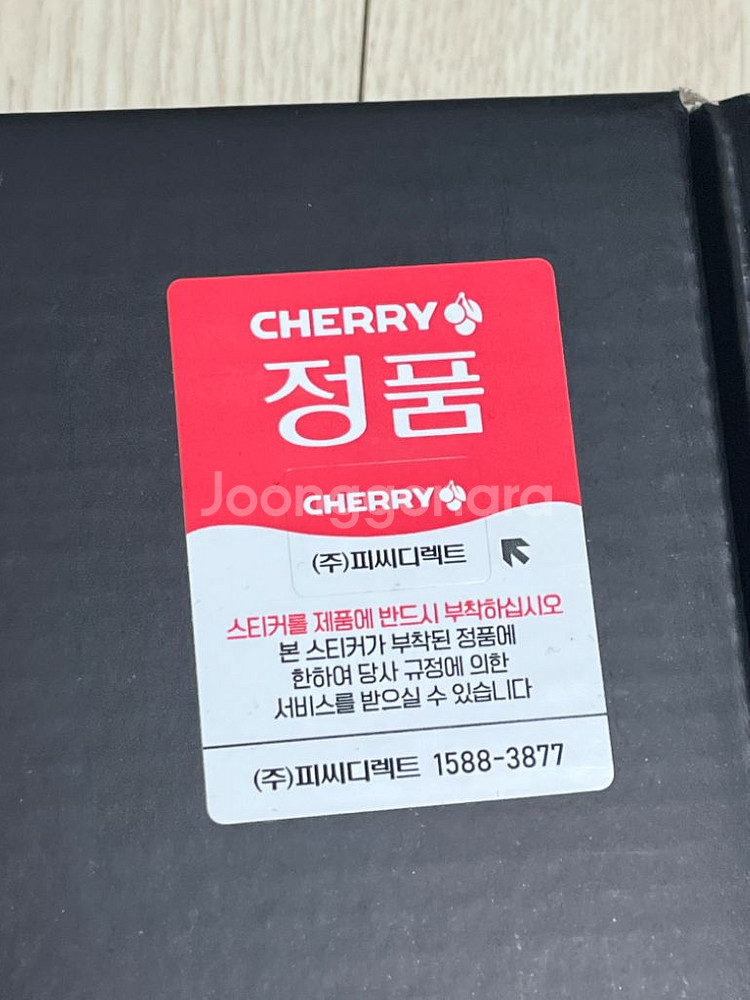 CHERRY
정품
Joonggonara
CHERRY
(주)피씨디렉트
스티커를 제품에 반드시 부착하십시오
본 스티커가 부착된 정품에
한하여 당사 규정에 의한
서비스를 받으실 수 있습니다
(주)피씨디렉트 1588-3877